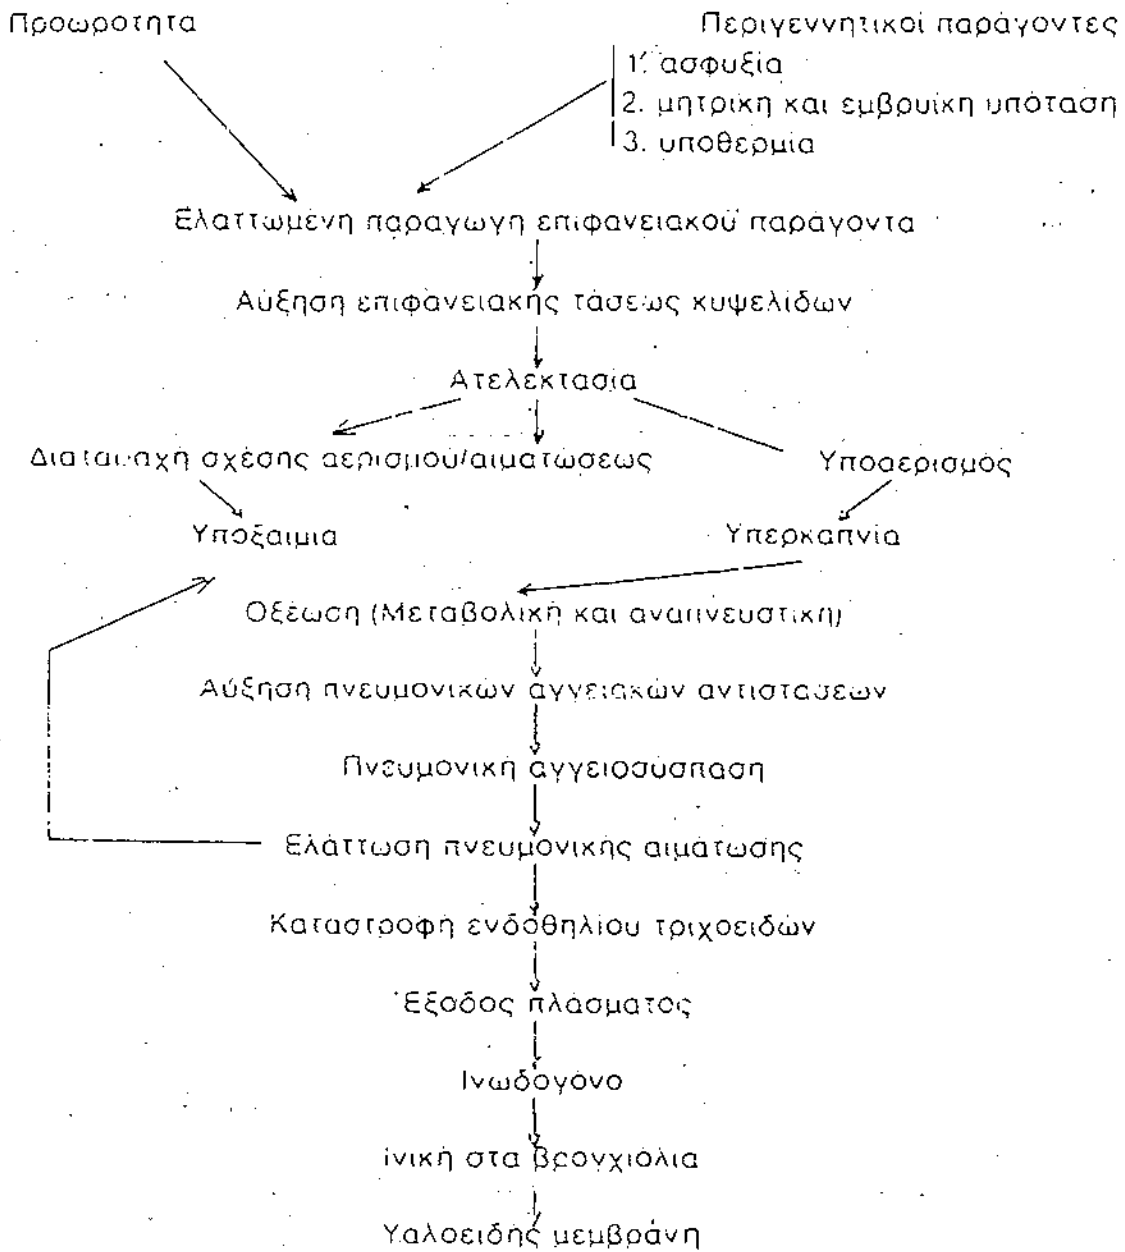 Προωρότητα
Περιγεννητικοί παράγοντες
1. ασφυξία
2. μητρική και εμβρυϊκή υπόταση
3. υποθερμία
Ελαττωμένη παραγωγή επιφανειακού παράγοντα
Αύξηση επιφανειακής τάσεως κυψελίδων
Ατελεκτασία
Διαταραχή σχέσης αερισμού/αιματώσεως
Υποαερισμός
Υποξαιμία
Υπερκαπνία
Οξέωση (Μεταβολική και αναπνευστική)
Αύξηση πνευμονικών αγγειακών αντιστάσεων
Πνευμονική αγγειοσύσπαση
Ελάττωση πνευμονικής αιμάτωσης
Καταστροφή ενδοθηλίου τριχοειδών
Έξοδος πλάσματος
Ινωδογόνο
ινική στα βρογχιόλια
Υαλοειδής μεμβράνη